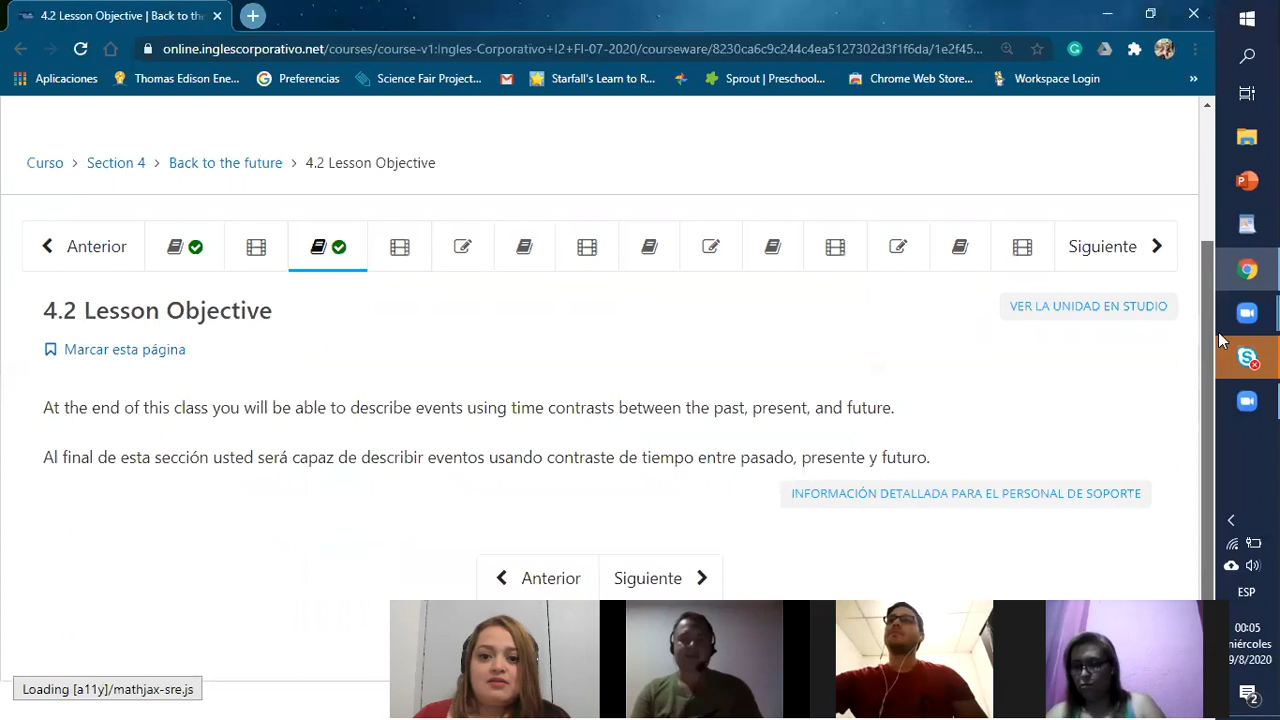 4.2 Lesson Objective | Back to the
online.inglescorporativo.net/courses/course-v1:Ingles-Corporativo+I2+FI-07-2020/courseware/8230ca6c9c244c4ea5127302d3f1f6da/1e2f45...
Aplicaciones Thomas Edison Ene... Preferencias Science Fair Project... Starfall's Learn to R... Sprout | Preschool... Chrome Web Store... Workspace Login »
Curso > Section 4 > Back to the future > 4.2 Lesson Objective
Anterior Siguiente
4.2 Lesson Objective
VER LA UNIDAD EN STUDIO
Marcar esta página
At the end of this class you will be able to describe events using time contrasts between the past, present, and future.
Al final de esta sección usted será capaz de describir eventos usando contraste de tiempo entre pasado, presente y futuro.
INFORMACIÓN DETALLADA PARA EL PERSONAL DE SOPORTE
Anterior Siguiente
Loading [a11y]/mathjax-sre.js
ESP
00:05
miércoles
9/8/2020
2